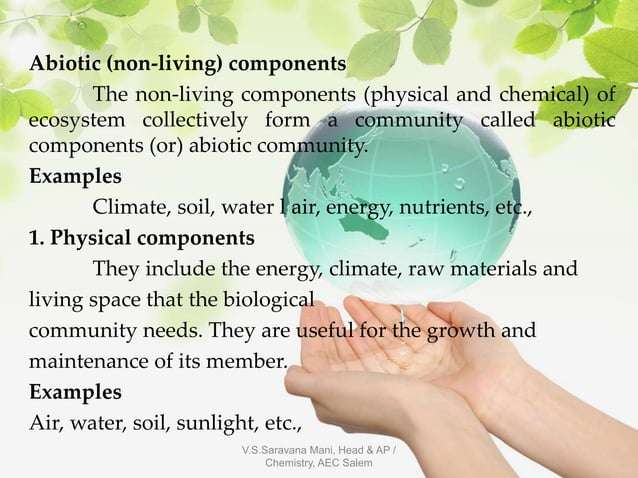 Abiotic (non-living) components
The non-living components (physical and chemical) of
ecosystem collectively form a community called abiotic
components (or) abiotic community.
Examples
Climate, soil, water l air, energy, nutrients, etc.,
1. Physical components
They include the energy, climate, raw materials and
living space that the biological
community needs. They are useful for the growth and
maintenance of its member.
Examples
Air, water, soil, sunlight, etc.,
V.S.Saravana Mani, Head & AP /
Chemistry, AEC Salem